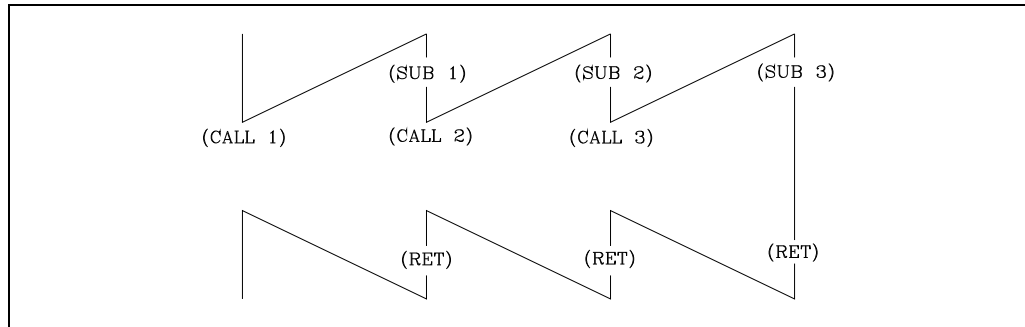 (SUB 1) (SUB 2) (SUB 3)
(CALL 1) (CALL 2) (CALL 3)
(RET) (RET) (RET)